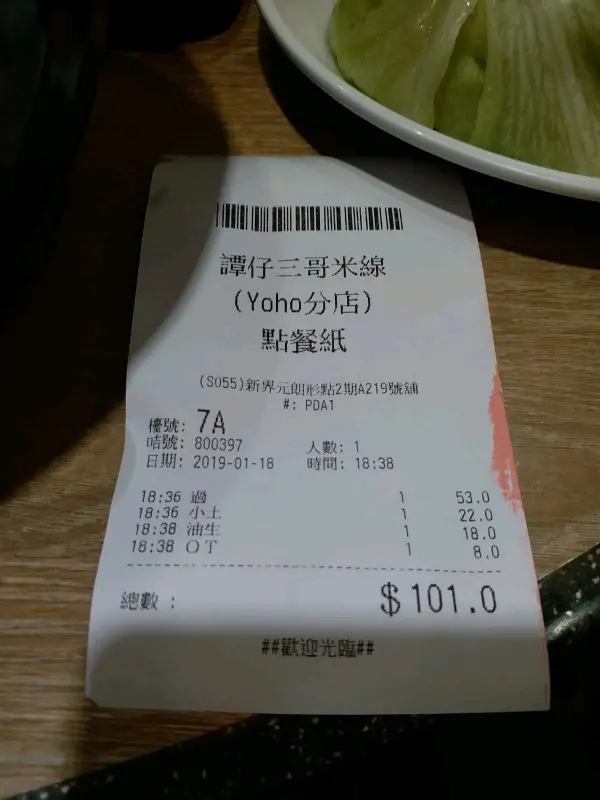 譚仔三哥米線
(Yoho分店)
點餐紙
(S055)新界元朗形點2期A219號舖
#: PDA1
檯號: 7A
咭號: 800397 人數: 1
日期: 2019-01-18 時間: 18:38
18:36 過 1 53.0
18:36 小土 1 22.0
18:38 油生 1 18.0
18:38 OT 1 8.0
總數 : $101.0
##歡迎光臨##